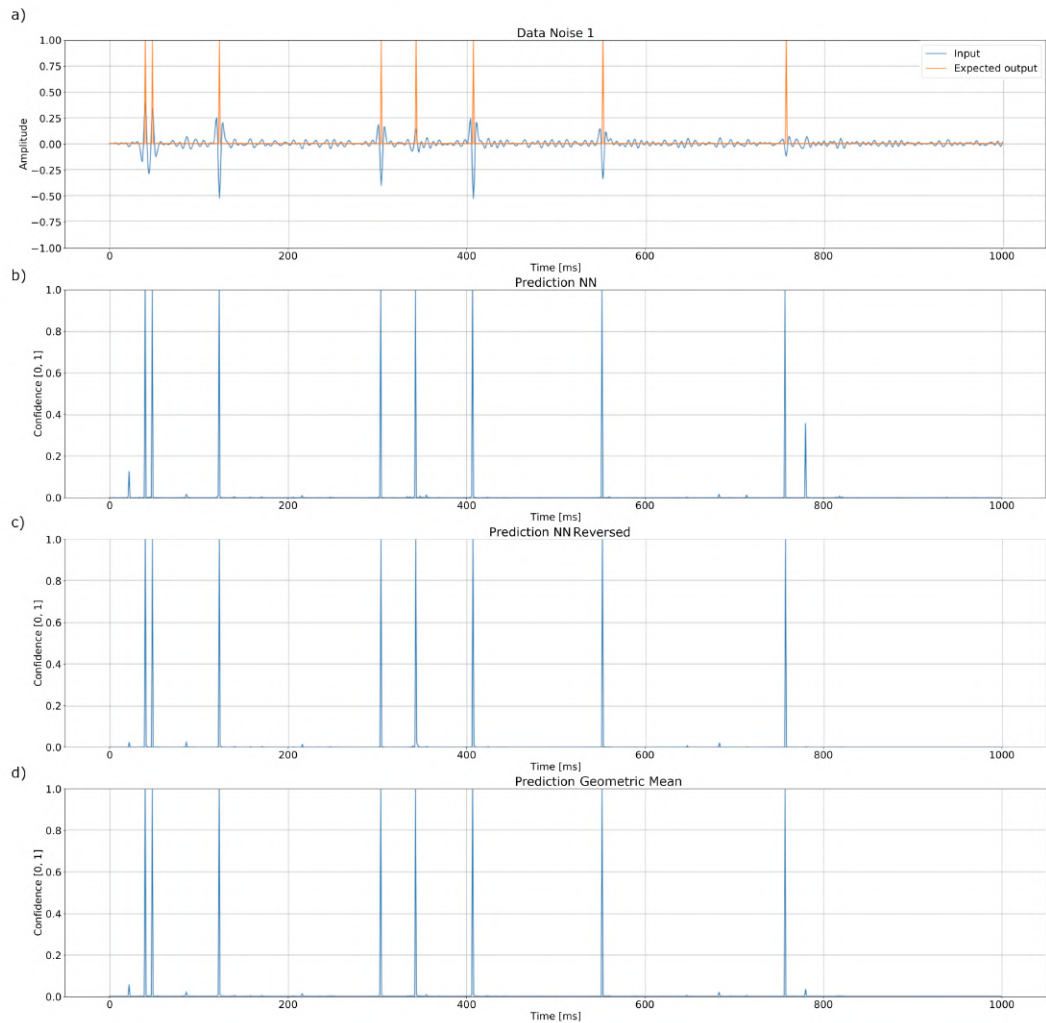 a)
Data Noise 1
1.00
0.75
0.50
0.25
0.00
−0.25
−0.50
−0.75
−1.00
Amplitude
Input
Expected output
0 200 400 600 800 1000
Time [ms]
b)
Prediction NN
1.0
0.8
0.6
0.4
0.2
0.0
Confidence [0, 1]
0 200 400 600 800 1000
Time [ms]
c)
Prediction NN Reversed
1.0
0.8
0.6
0.4
0.2
0.0
Confidence [0, 1]
0 200 400 600 800 1000
Time [ms]
d)
Prediction Geometric Mean
1.0
0.8
0.6
0.4
0.2
0.0
Confidence [0, 1]
0 200 400 600 800 1000
Time [ms]